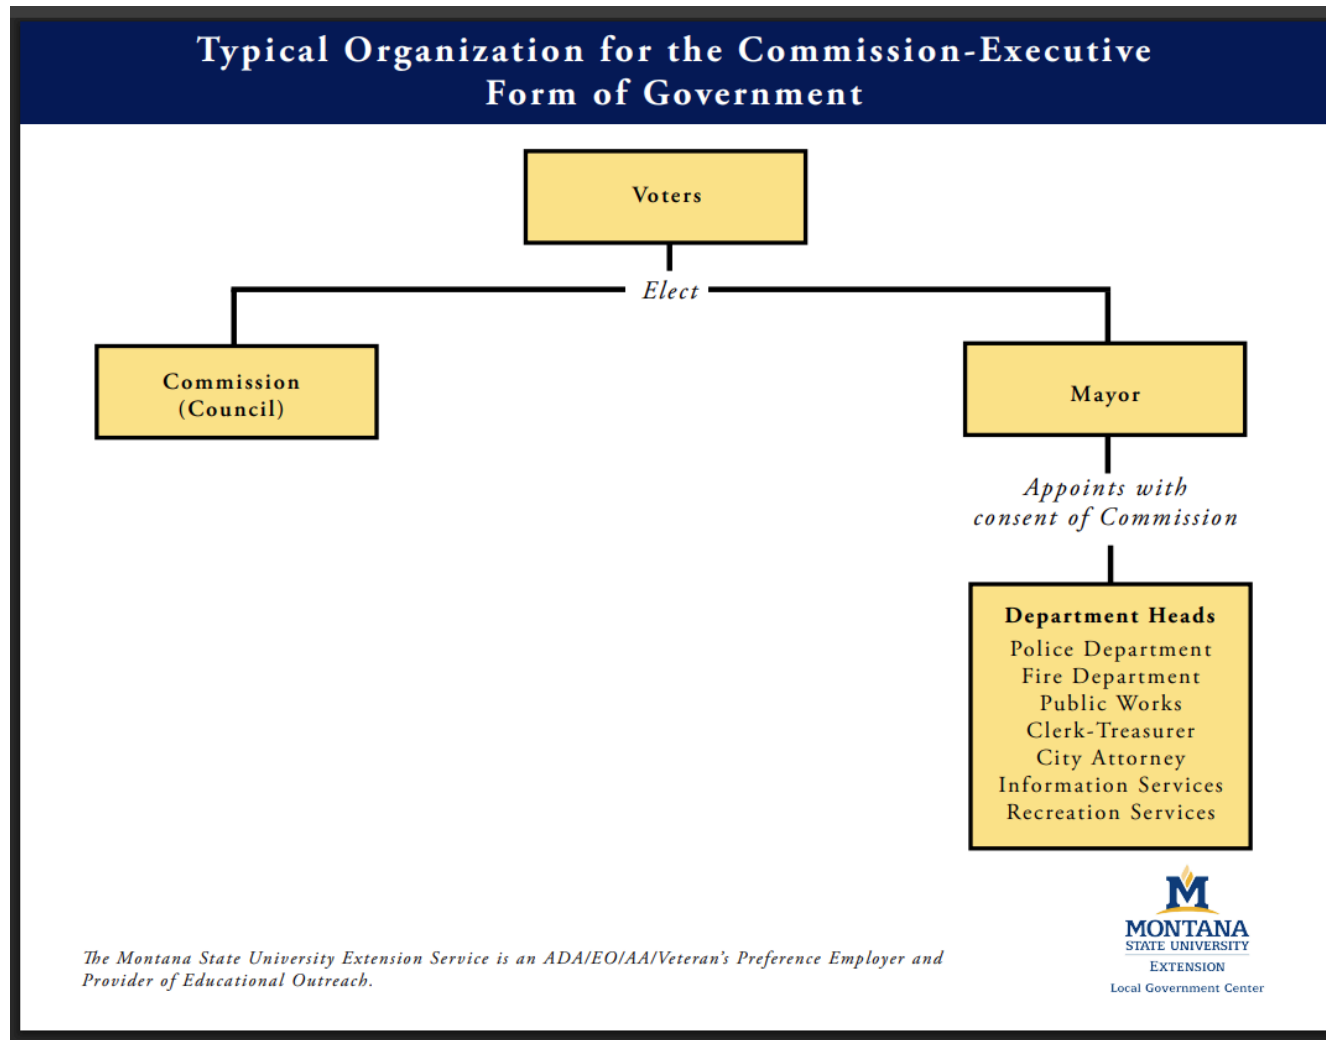 Typical Organization for the Commission-Executive
Form of Government
Voters
Elect
Commission
(Council)
Mayor
Appoints with
consent of Commission
Department Heads
Police Department
Fire Department
Public Works
Clerk-Treasurer
City Attorney
Information Services
Recreation Services
M
MONTANA
STATE UNIVERSITY
EXTENSION
Local Government Center
The Montana State University Extension Service is an ADA/EO/AA/Veteran's Preference Employer and
Provider of Educational Outreach.